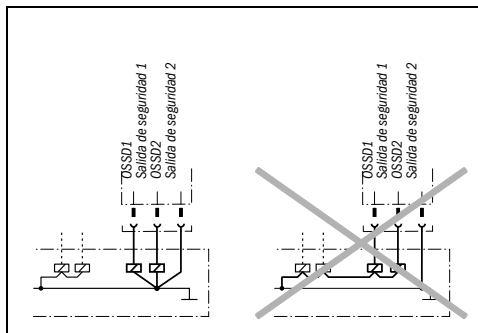 OSSD1
Salida de seguridad 1
OSSD2
Salida de seguridad 2
OSSD1
Salida de seguridad 1
OSSD2
Salida de seguridad 2